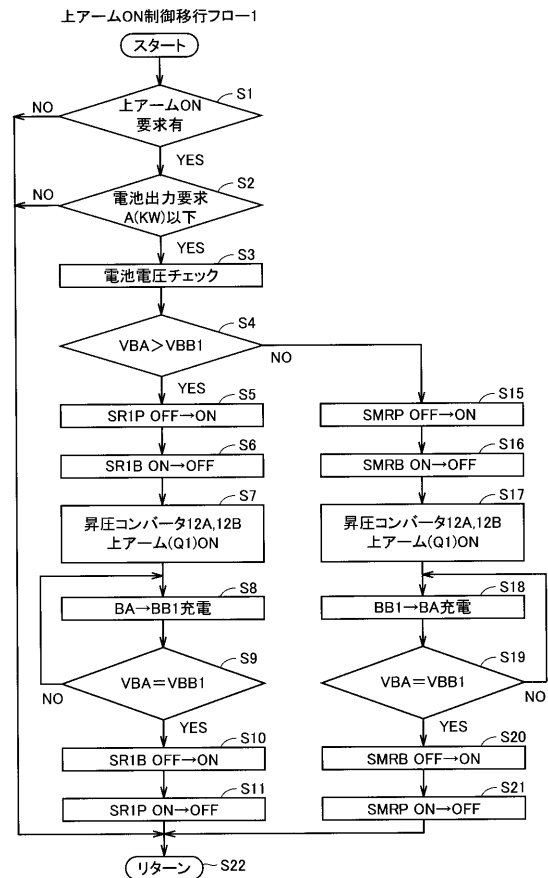 上アームON制御移行フロー1
スタート
S1
上アームON
要求有
NO
YES
S2
電池出力要求
A(KW)以下
NO
YES
S3
電池電圧チェック
S4
VBA>VBB1
NO
YES
S5
SR1P OFF→ON
S6
SR1B ON→OFF
S7
昇圧コンバータ12A,12B
上アーム(Q1)ON
S8
BA→BB1充電
S9
VBA=VBB1
NO
YES
S10
SR1B OFF→ON
S11
SR1P ON→OFF
S15
SMRP OFF→ON
S16
SMRB ON→OFF
S17
昇圧コンバータ12A,12B
上アーム(Q1)ON
S18
BB1→BA充電
S19
VBA=VBB1
NO
YES
S20
SMRB OFF→ON
S21
SMRP ON→OFF
リターン
S22